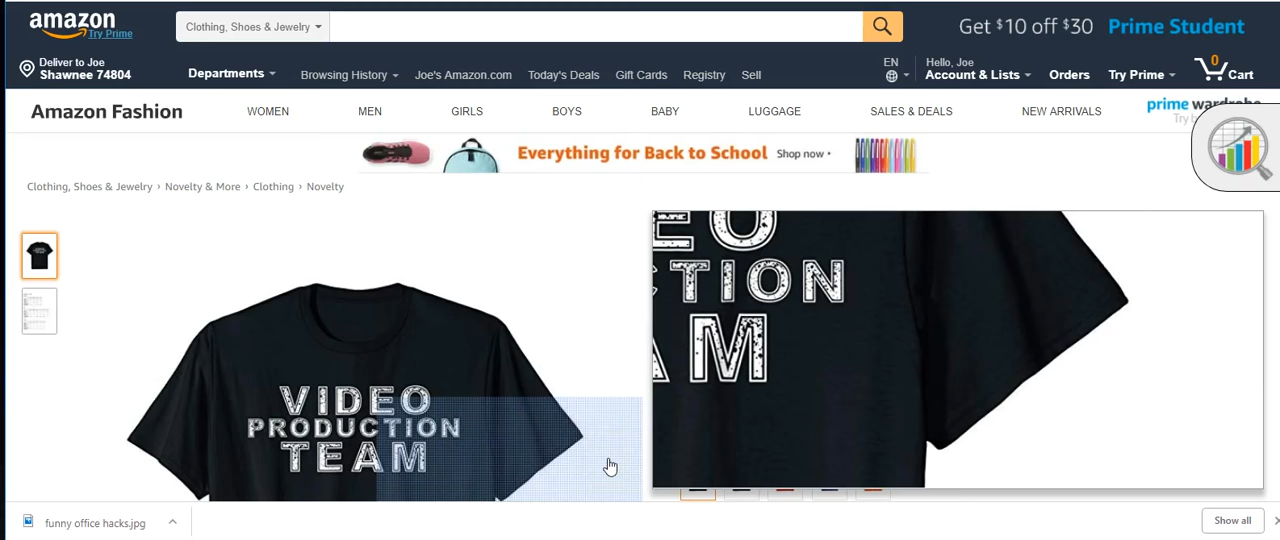 amazon
Try Prime
Clothing, Shoes & Jewelry
Get $10 off $30 Prime Student
Deliver to Joe
Shawnee 74804
Departments
Browsing History
Joe's Amazon.com
Today's Deals
Gift Cards
Registry
Sell
EN
Hello, Joe
Account & Lists
Orders
Try Prime
0
Cart
Amazon Fashion
WOMEN
MEN
GIRLS
BOYS
BABY
LUGGAGE
SALES & DEALS
NEW ARRIVALS
prime wardrobe
Try b
Everything for Back to School
Shop now ›
Clothing, Shoes & Jewelry › Novelty & More › Clothing › Novelty
VIDEO
PRODUCTION
TEAM
EO
TION
AM
funny office hacks.jpg
Show all